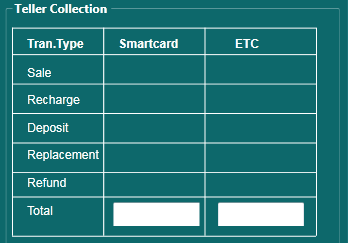 Teller Collection
Tran.Type Smartcard ETC
Sale
Recharge
Deposit
Replacement
Refund
Total